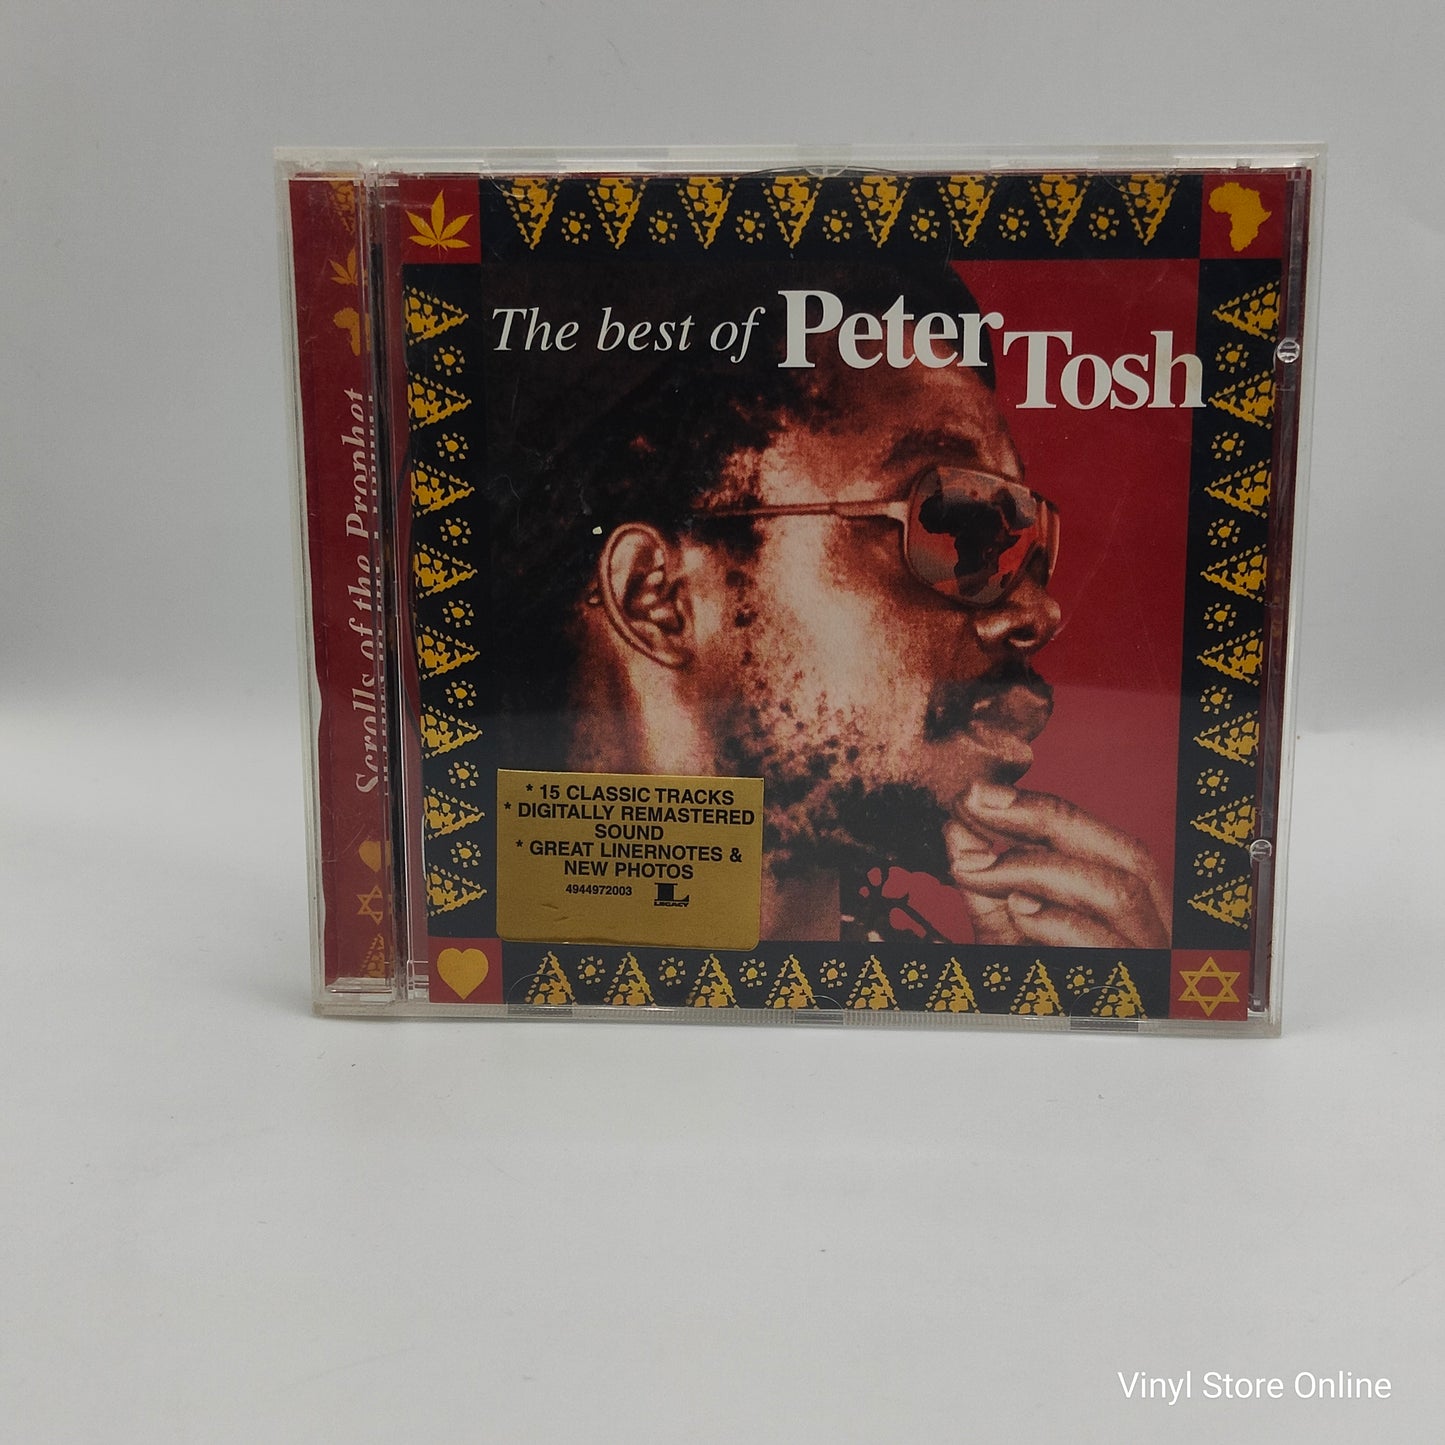 The best of Peter Tosh
Scrolls of the Prophet
* 15 CLASSIC TRACKS
* DIGITALLY REMASTERED
SOUND
* GREAT LINERNOTES &
NEW PHOTOS
4944972003
LEGACY
Vinyl Store Online